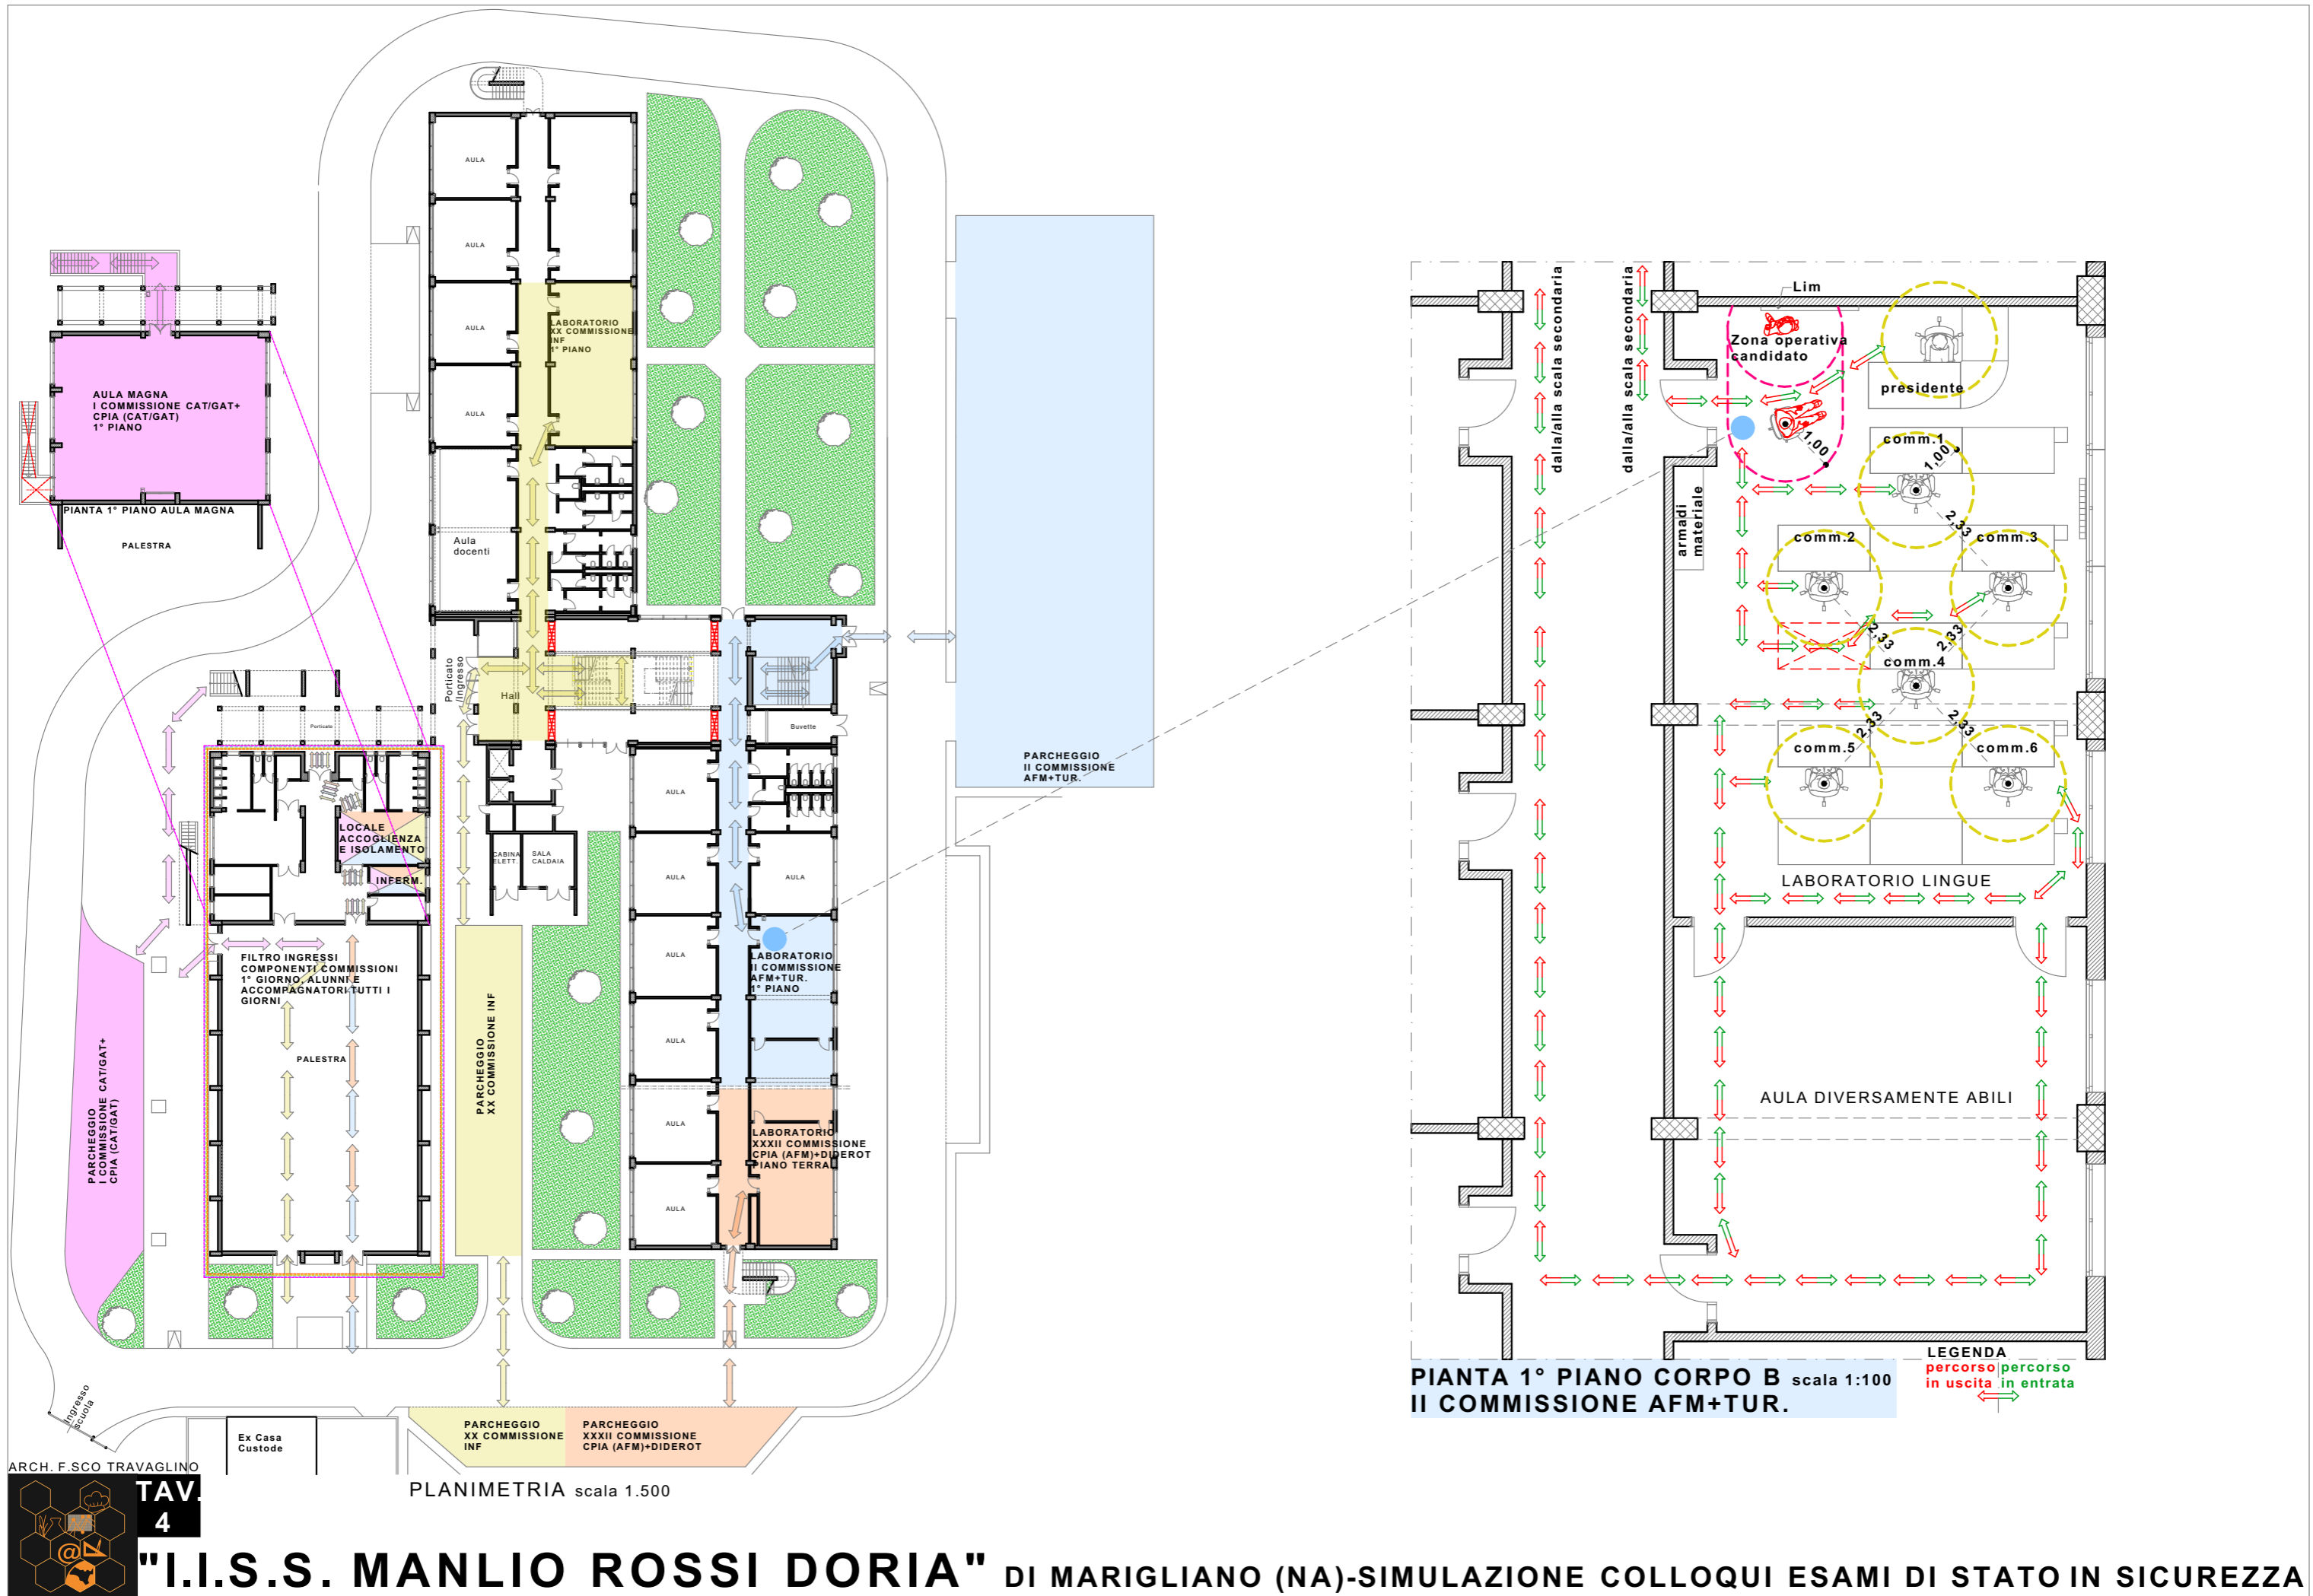 AULA
AULA
AULA
AULA
LABORATORIO
XX COMMISSIONE
INF
1° PIANO
AULA MAGNA
I COMMISSIONE CAT/GAT+
CPIA (CAT/GAT)
1° PIANO
PIANTA 1° PIANO AULA MAGNA
PALESTRA
Aula
docenti
Porticato
/Ingresso
Hall
Buvette
Porticato
LOCALE
ACCOGLIENZA
E ISOLAMENTO
INFERM.
CABINA
ELETT.
SALA
CALDAIA
AULA
AULA
AULA
AULA
AULA
AULA
AULA
PARCHEGGIO
II COMMISSIONE
AFM+TUR.
FILTRO INGRESSI
COMPONENTI COMMISSIONI
1° GIORNO, ALUNNI E
ACCOMPAGNATORI TUTTI I
GIORNI
PALESTRA
LABORATORIO
II COMMISSIONE
AFM+TUR.
1° PIANO
PARCHEGGIO
XX COMMISSIONE INF
PARCHEGGIO
I COMMISSIONE CAT/GAT+
CPIA (CAT/GAT)
LABORATORIO
XXXII COMMISSIONE
CPIA (AFM)+DIDEROT
PIANO TERRA
Ingresso
scuola
Ex Casa
Custode
PARCHEGGIO
XX COMMISSIONE
INF
PARCHEGGIO
XXXII COMMISSIONE
CPIA (AFM)+DIDEROT
PLANIMETRIA scala 1.500
dalla/alla scala secondaria
dalla/alla scala secondaria
Lim
Zona operativa
candidato
presidente
1,00
comm.1
1,00
armadi
materiale
2,33
comm.2
comm.3
2,33
2,33
comm.4
2,33
2,33
comm.5
comm.6
LABORATORIO LINGUE
AULA DIVERSAMENTE ABILI
PIANTA 1° PIANO CORPO B scala 1:100
II COMMISSIONE AFM+TUR.
LEGENDA
percorso percorso
in uscita in entrata
ARCH. F.SCO TRAVAGLINO
TAV.
4
@
"I.I.S.S. MANLIO ROSSI DORIA" DI MARIGLIANO (NA)-SIMULAZIONE COLLOQUI ESAMI DI STATO IN SICUREZZA